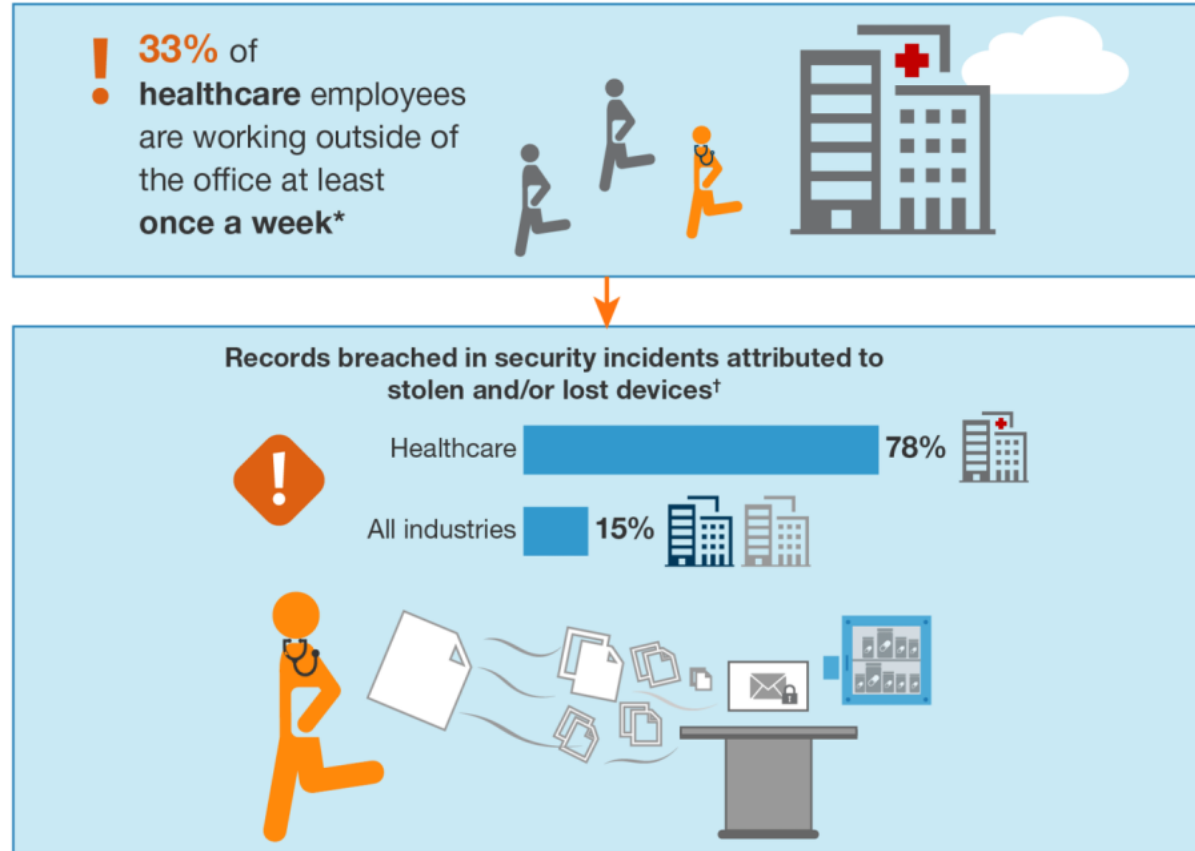 33% of
healthcare employees
are working outside of
the office at least
once a week*
Records breached in security incidents attributed to
stolen and/or lost devices†
Healthcare 78%
All industries 15%